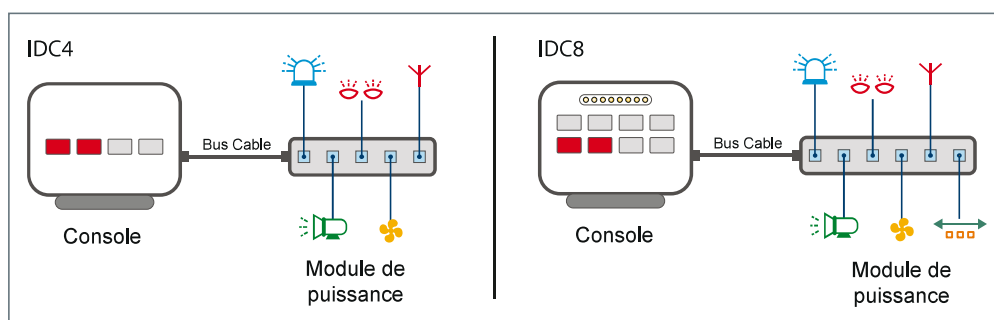 IDC4
Bus Cable
Console
Module de
puissance
IDC8
Bus Cable
Console
Module de
puissance